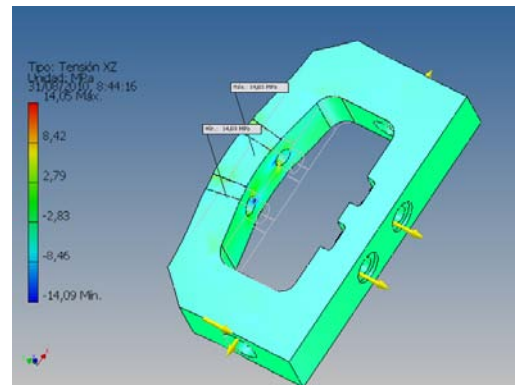 Tipo: Tensión XZ
Unidad: MPa
31/08/2010, 8:44:16
14,05 Máx.
8,42
2,79
-2,83
-8,46
-14,09 Mín.